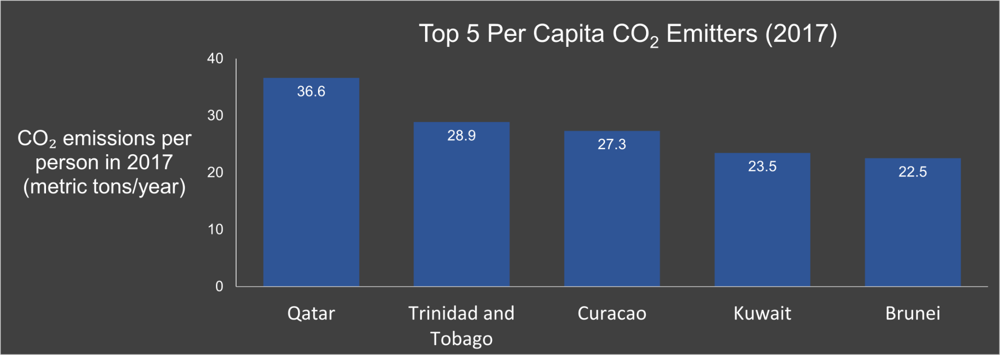 Top 5 Per Capita CO₂ Emitters (2017)
CO₂ emissions per
person in 2017
(metric tons/year)
40
30
20
10
0
36.6
28.9
27.3
23.5
22.5
Qatar
Trinidad and
Tobago
Curacao
Kuwait
Brunei